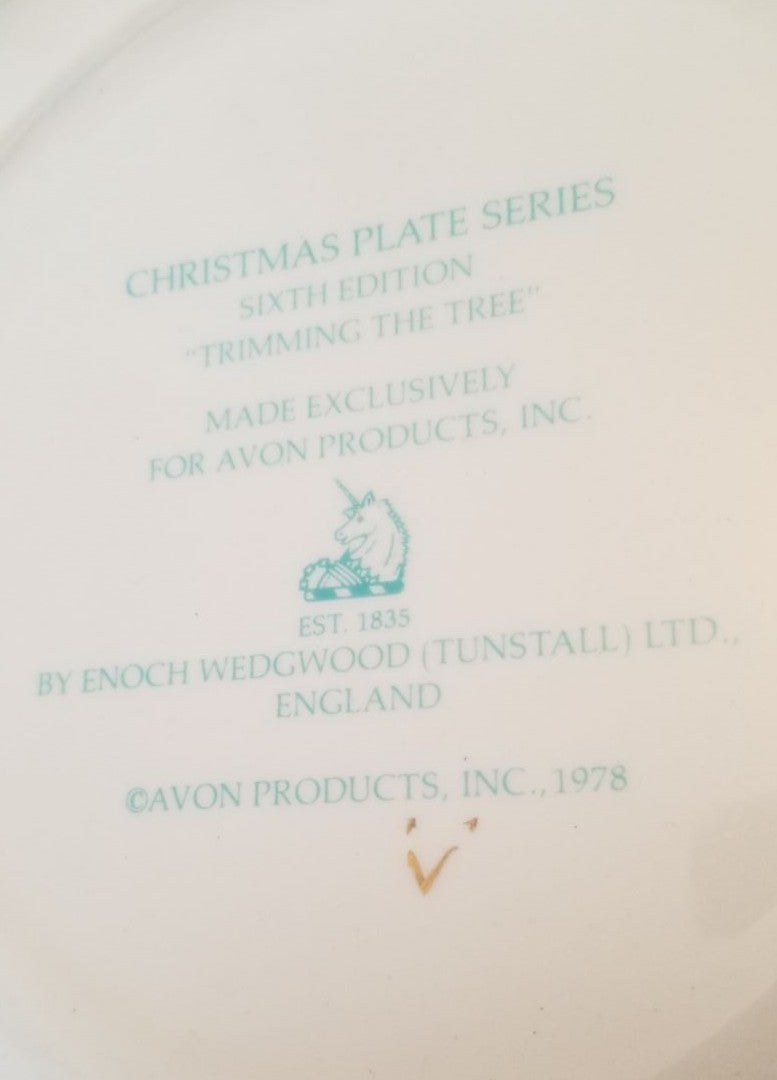 CHRISTMAS PLATE SERIES
SIXTH EDITION
"TRIMMING THE TREE"
MADE EXCLUSIVELY
FOR AVON PRODUCTS, INC.
EST. 1835
BY ENOCH WEDGWOOD (TUNSTALL) LTD.,
ENGLAND
©AVON PRODUCTS, INC., 1978